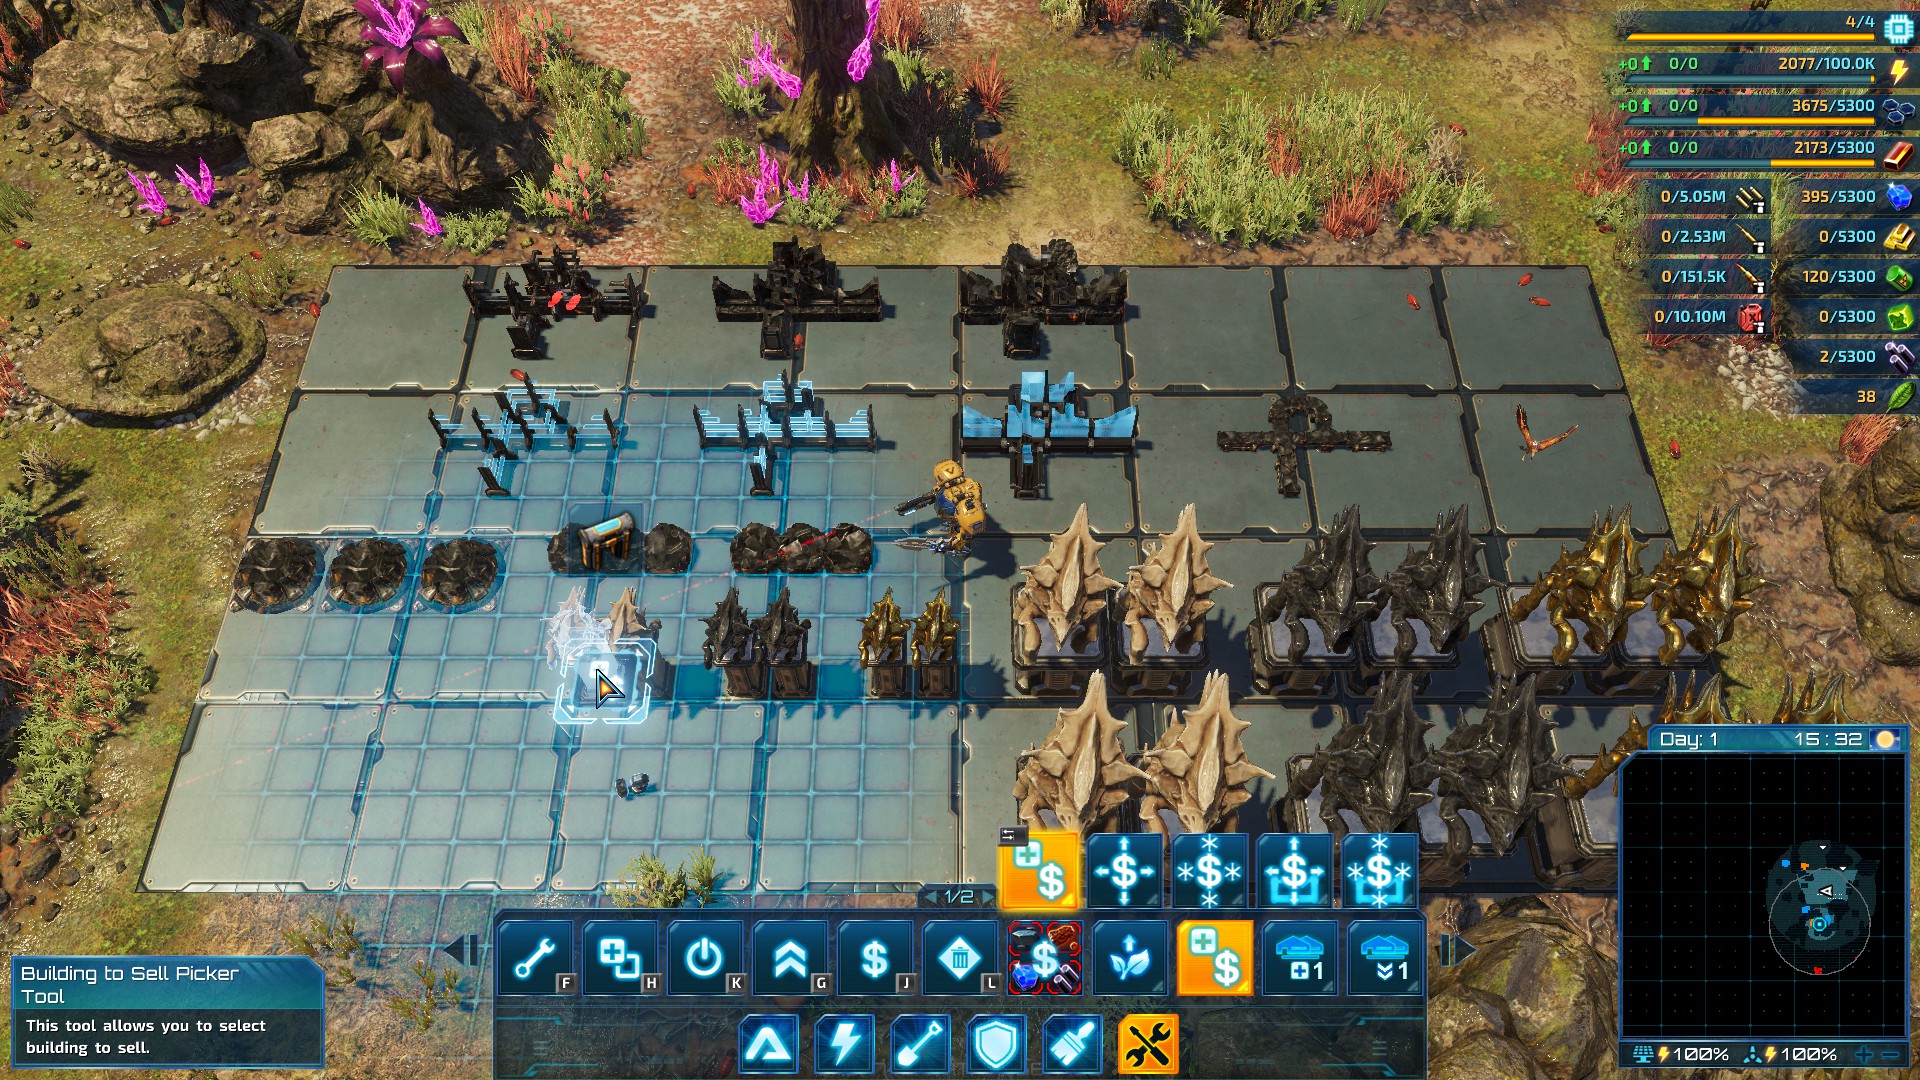 4/4
+0 0/0 2077/100.0K
+0 0/0 3675/5300
+0 0/0 2173/5300
0/5.05M 395/5300
0/2.53M 0/5300
0/151.5K 120/5300
0/10.10M 0/5300
2/5300
38
Day: 1 15:32
1/2
$ $ *$* $ *$*
F H K G J L
$ $ $ 1 1
Building to Sell Picker
Tool
This tool allows you to select
building to sell.
100% 100%